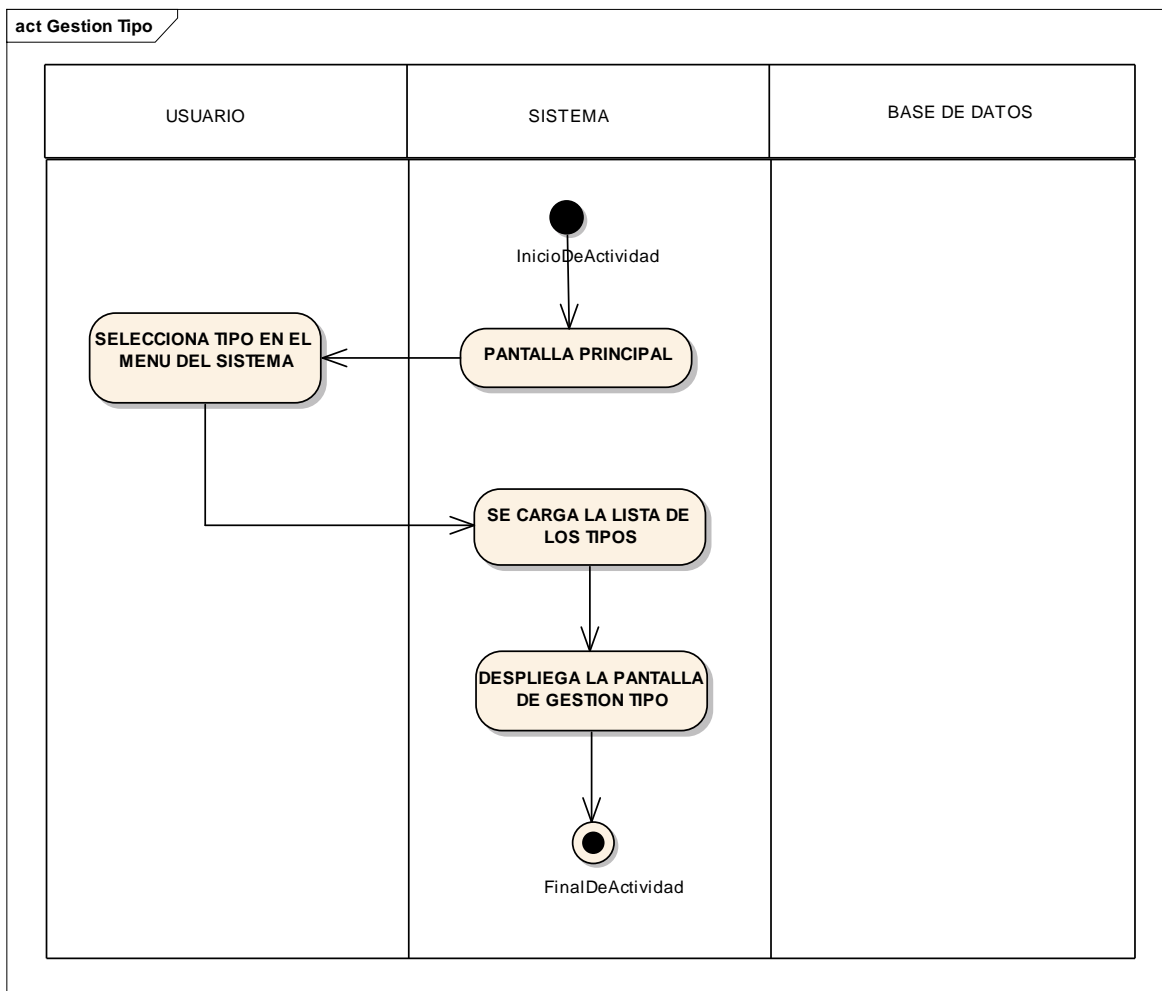 act Gestion Tipo
USUARIO
SISTEMA
BASE DE DATOS
InicioDeActividad
SELECCIONA TIPO EN EL
MENU DEL SISTEMA
PANTALLA PRINCIPAL
SE CARGA LA LISTA DE
LOS TIPOS
DESPLIEGA LA PANTALLA
DE GESTION TIPO
FinalDeActividad